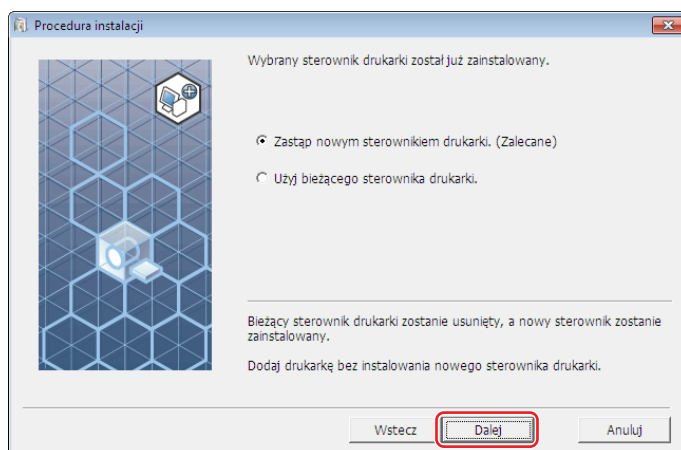 Procedura instalacji
Wybrany sterownik drukarki został już zainstalowany.
Zastąp nowym sterownikiem drukarki. (Zalecane)
Użyj bieżącego sterownika drukarki.
Bieżący sterownik drukarki zostanie usunięty, a nowy sterownik zostanie
zainstalowany.
Dodaj drukarkę bez instalowania nowego sterownika drukarki.
Wstecz
Dalej
Anuluj